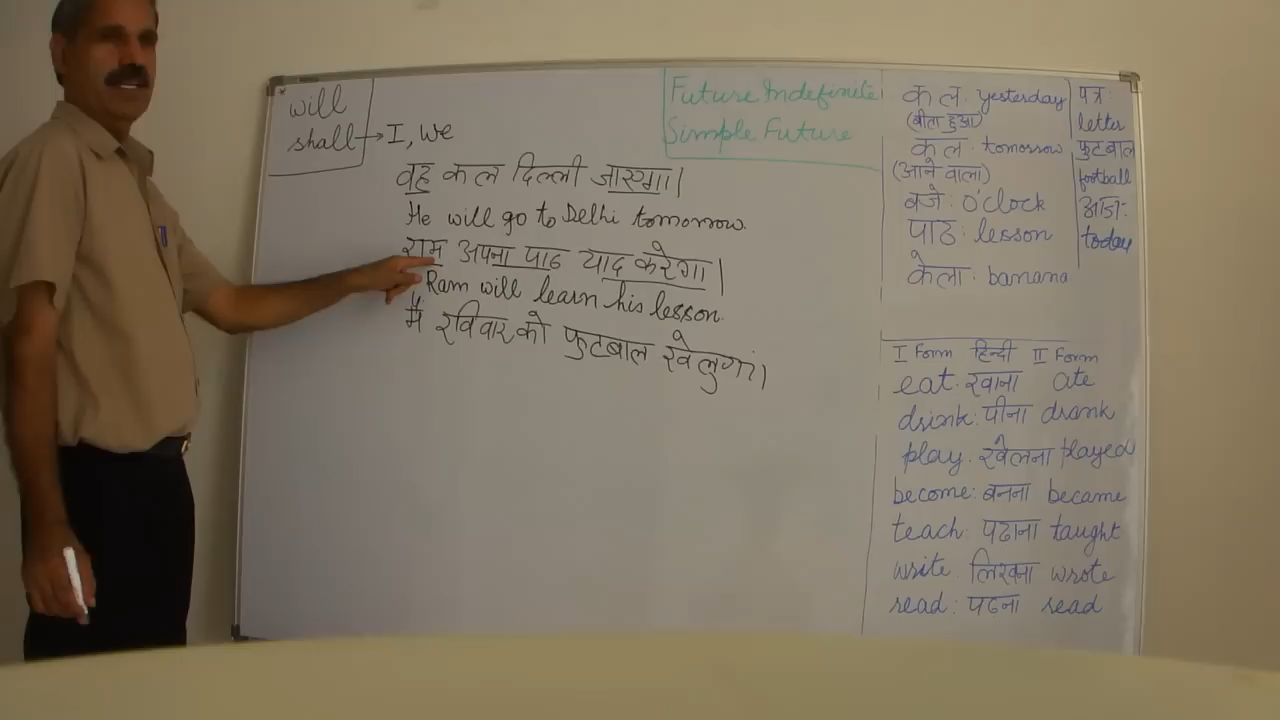 will
shall → I, we
Future Indefinite
Simple Future
वह कल दिल्ली जाएगा।
He will go to Delhi tomorrow.
राम अपना पाठ याद करेगा।
Ram will learn his lesson.
मैं रविवार को फुटबाल खेलुगां।
कल. yesterday
(बीता हुआ)
कल. tomorrow
(आने वाला)
बजे: o'clock
पाठ: lesson
केला: banana
पत्र:
letter
फुटबाल
football
आज:
today
I Form हिन्दी II Form
eat. खाना ate
drink: पीना drank
play. खेलना played
become: बनना became
teach: पढाना taught
write. लिखना wrote
read: पढना read